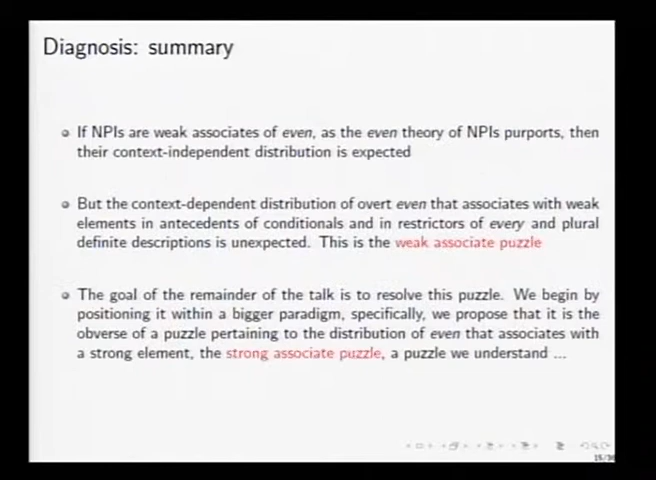 Diagnosis: summary
If NPIs are weak associates of even, as the even theory of NPIs purports, then
their context-independent distribution is expected
But the context-dependent distribution of overt even that associates with weak
elements in antecedents of conditionals and in restrictors of every and plural
definite descriptions is unexpected. This is the weak associate puzzle
The goal of the remainder of the talk is to resolve this puzzle. We begin by
positioning it within a bigger paradigm, specifically, we propose that it is the
obverse of a puzzle pertaining to the distribution of even that associates with
a strong element, the strong associate puzzle, a puzzle we understand ...